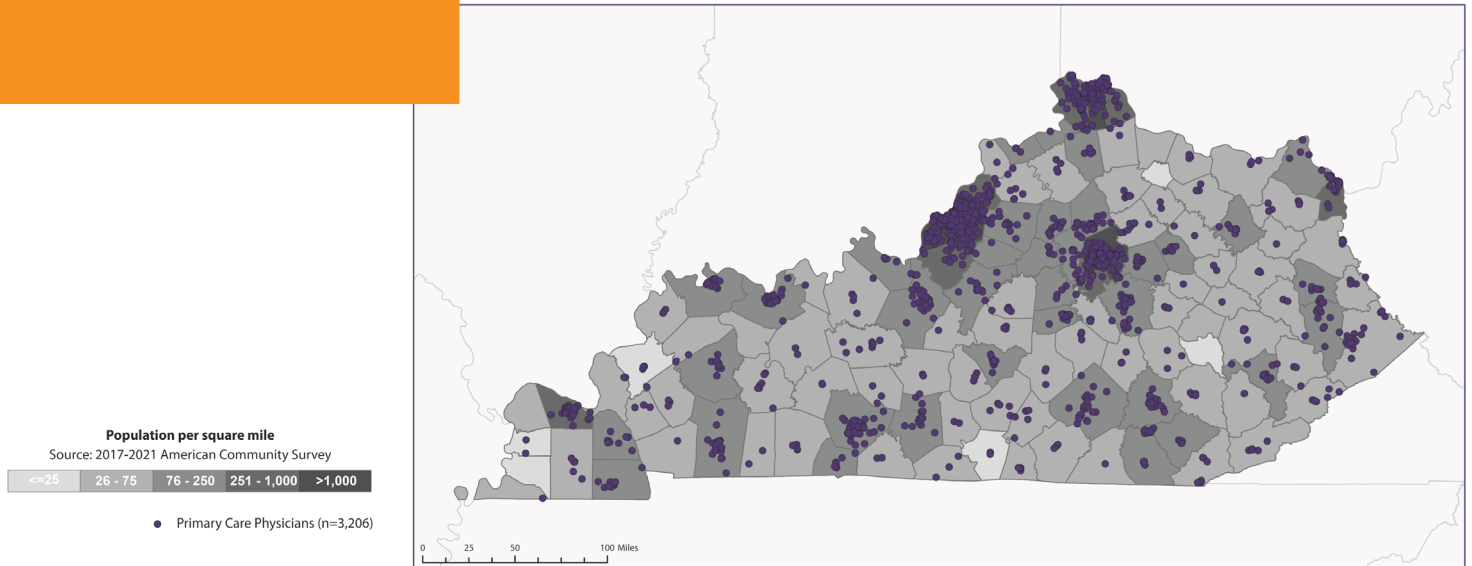 Population per square mile
Source: 2017-2021 American Community Survey
<=25 26 - 75 76 - 250 251 - 1,000 >1,000
Primary Care Physicians (n=3,206)
0 25 50 100 Miles